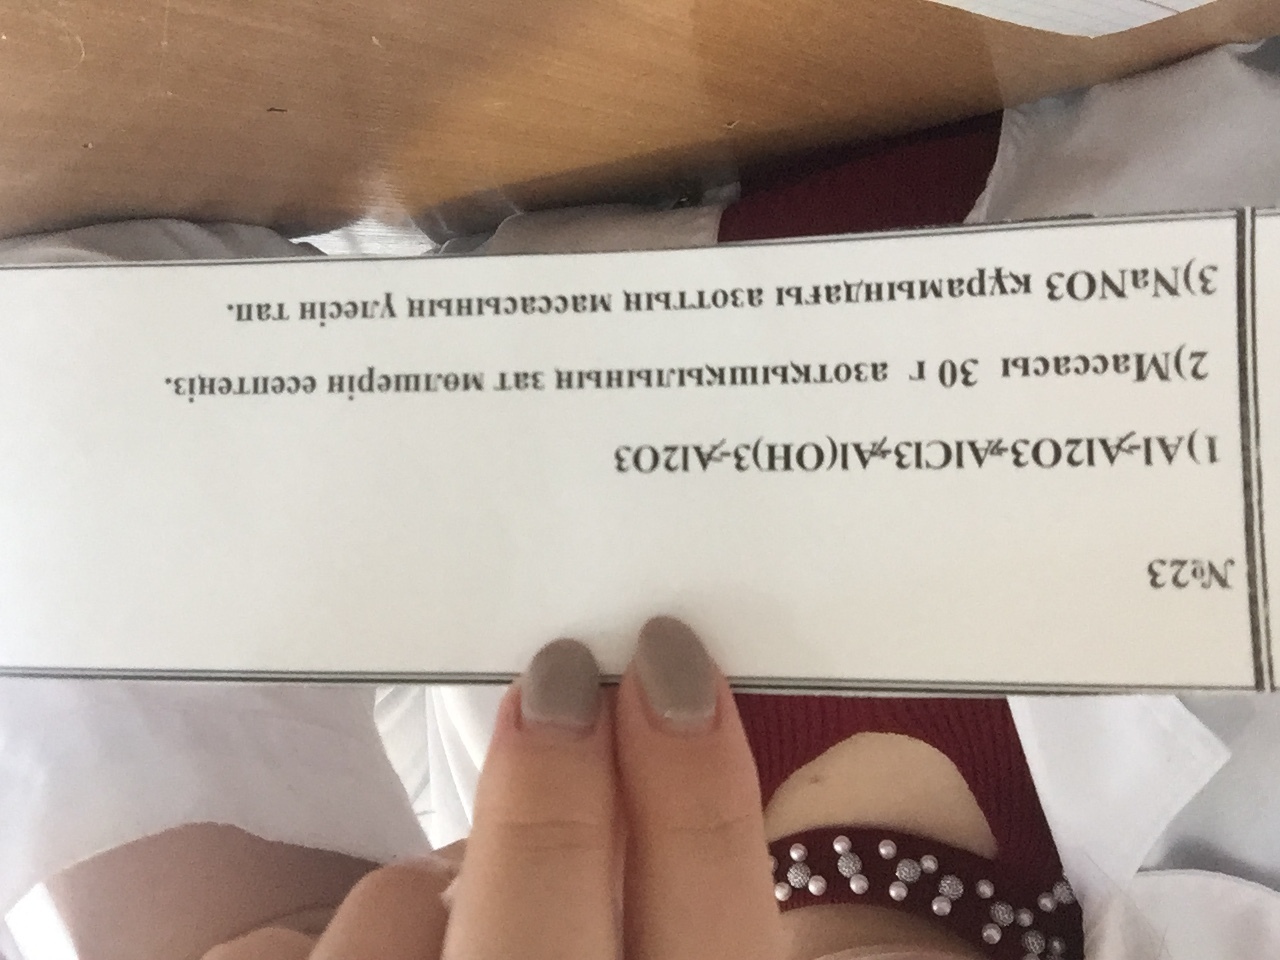 №23
1)Al-Al2O3-AlCl3-Al(OH)3-Al2O3
2)Массасы 30 г азотқышқылының зат мөлшерін есептеңіз.
3)NaNO3 құрамындағы азоттың массасының үлесін тап.